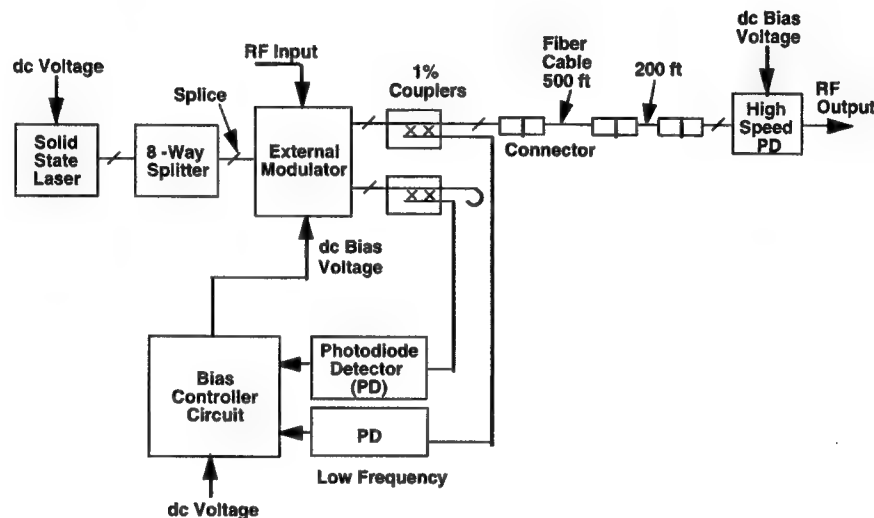 dc Voltage
Solid
State
Laser
8 -Way
Splitter
Splice
RF Input
External
Modulator
1%
Couplers
Connector
Fiber
Cable
500 ft
200 ft
dc Bias
Voltage
High
Speed
PD
RF
Output
dc Bias
Voltage
Bias
Controller
Circuit
Photodiode
Detector
(PD)
PD
Low Frequency
dc Voltage